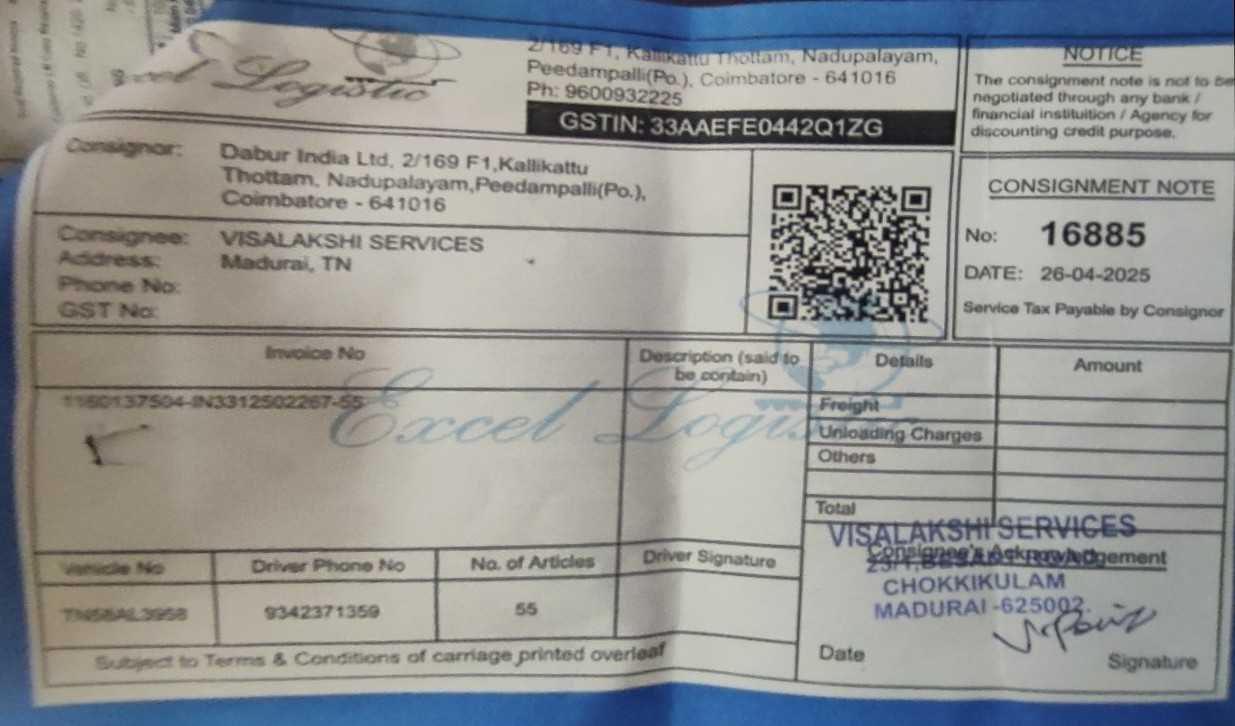 Excel Logistic
2/169 F1, Kallikattu Thottam, Nadupalayam,
Peedampalli(Po.), Coimbatore - 641016
Ph: 9600932225
GSTIN: 33AAEFE0442Q1ZG
NOTICE
The consignment note is not to be
negotiated through any bank /
financial instituition / Agency for
discounting credit purpose.
Consignor: Dabur India Ltd, 2/169 F1,Kallikattu
Thottam, Nadupalayam,Peedampalli(Po.),
Coimbatore - 641016
CONSIGNMENT NOTE
No: 16885
DATE: 26-04-2025
Service Tax Payable by Consignor
Consignee: VISALAKSHI SERVICES
Address: Madurai, TN
Phone No:
GST No:
Invoice No Description (said to Details Amount
be contain)
1160137504-IN3312502267-55
Excel Logistic
Freight
Unloading Charges
Others
Total
VISALAKSHI SERVICES
Consignee's Acknowledgement
CHOKKIKULAM
MADURAI -625002.
Date Signature
Vehicle No Driver Phone No No. of Articles Driver Signature
9342371359 55
Subject to Terms & Conditions of carriage printed overleaf